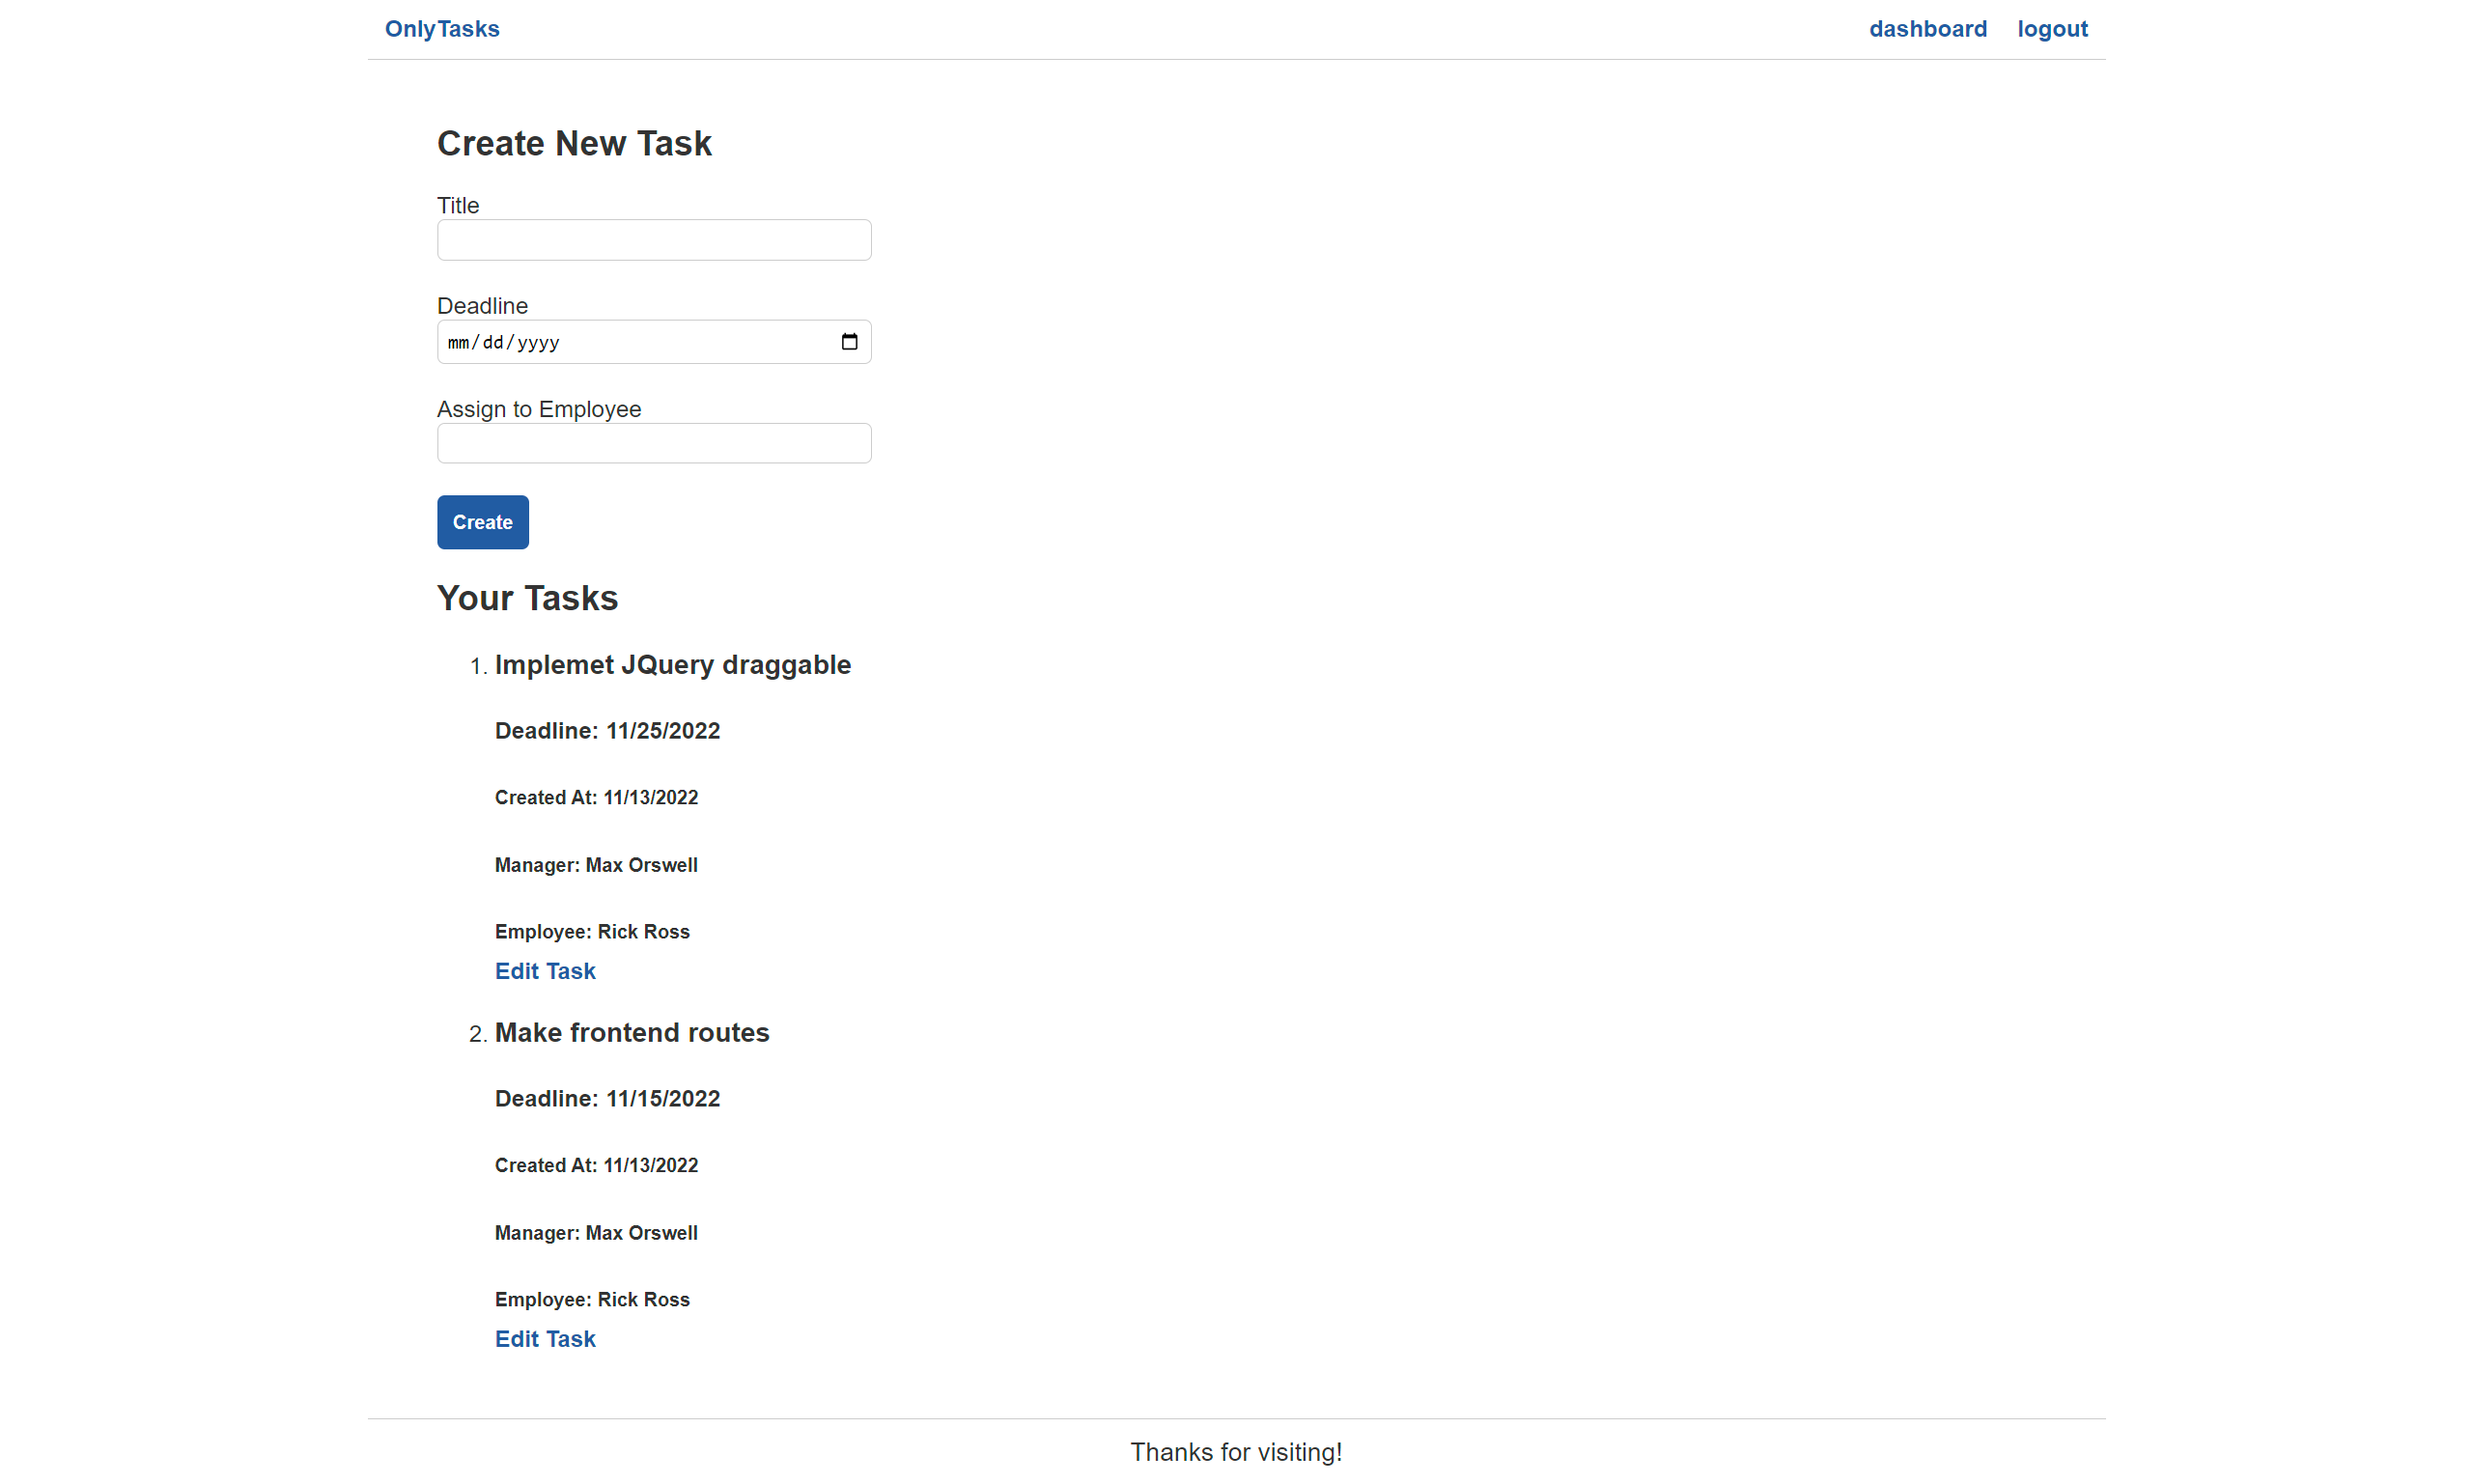 OnlyTasks dashboard logout
Create New Task
Title
Deadline
mm/dd/yyyy
Assign to Employee
Create
Your Tasks
1. Implemet JQuery draggable
Deadline: 11/25/2022
Created At: 11/13/2022
Manager: Max Orswell
Employee: Rick Ross
Edit Task
2. Make frontend routes
Deadline: 11/15/2022
Created At: 11/13/2022
Manager: Max Orswell
Employee: Rick Ross
Edit Task
Thanks for visiting!